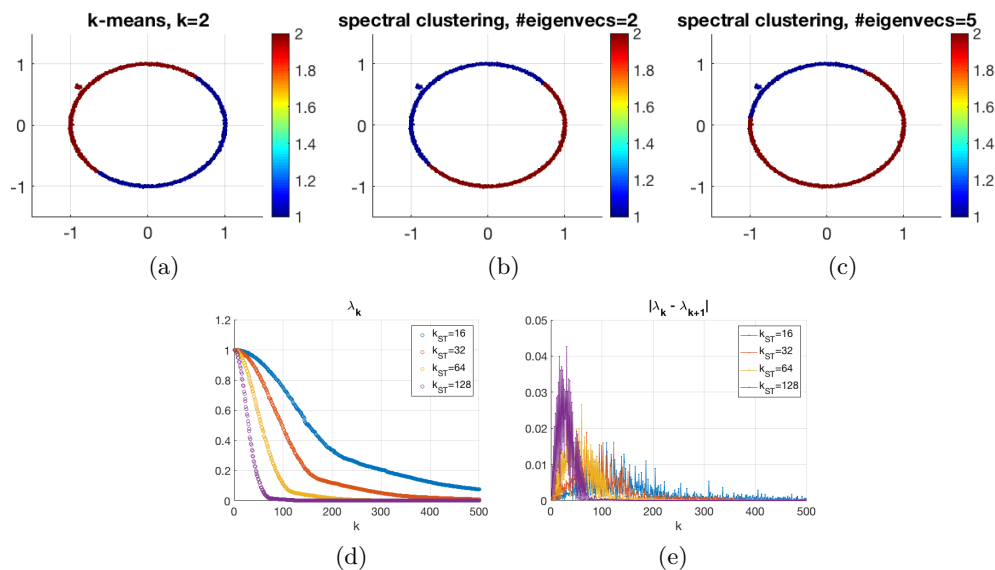 k-means, k=2
1
0
-1
-1 0 1
2
1.8
1.6
1.4
1.2
1
(a)
spectral clustering, #eigenvecs=2
1
0
-1
-1 0 1
2
1.8
1.6
1.4
1.2
1
(b)
spectral clustering, #eigenvecs=5
1
0
-1
-1 0 1
2
1.8
1.6
1.4
1.2
1
(c)
λk
1.2
1
0.8
0.6
0.4
0.2
0
0 100 200 300 400 500
k
kST=16
kST=32
kST=64
kST=128
(d)
|λk - λk+1|
0.05
0.04
0.03
0.02
0.01
0
0 100 200 300 400 500
k
kST=16
kST=32
kST=64
kST=128
(e)